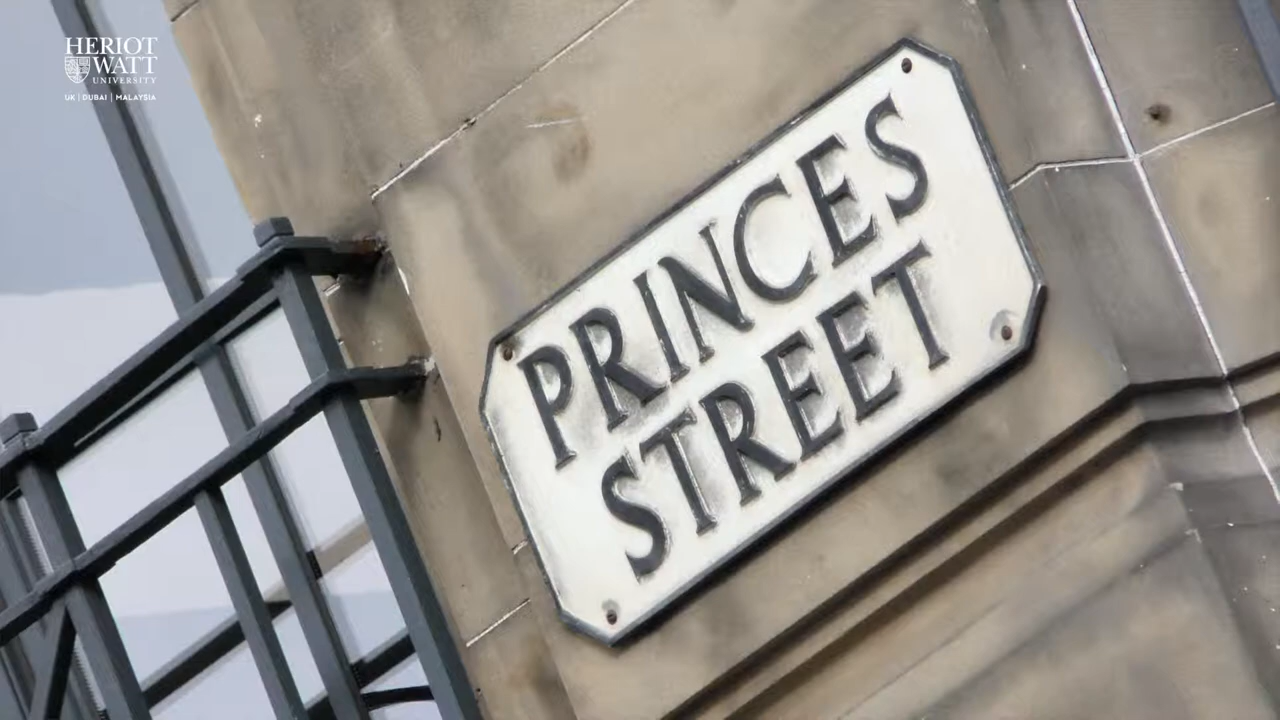 HERIOT
WATT
UNIVERSITY
UK | DUBAI | MALAYSIA
PRINCES
STREET